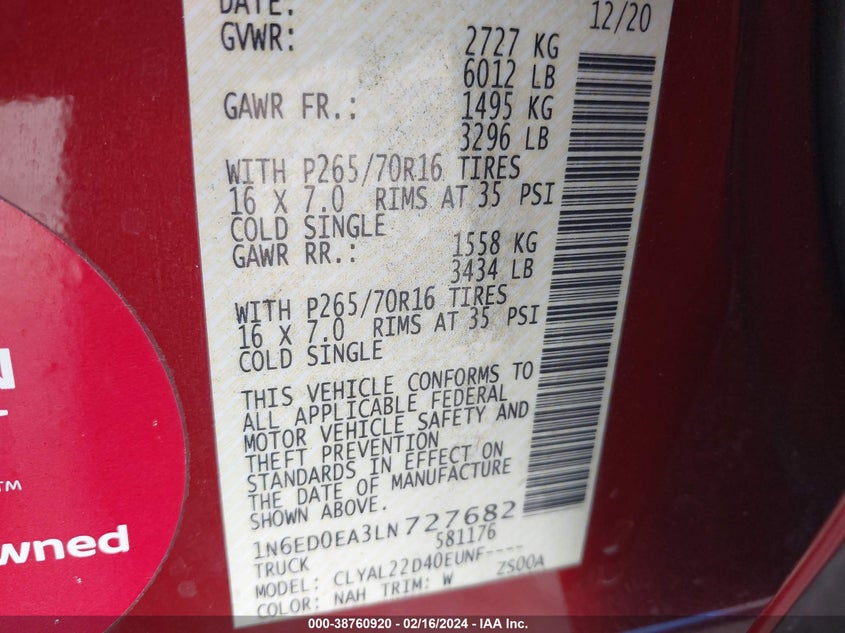 DATE: 12/20
GVWR: 2727 KG
6012 LB
GAWR FR.: 1495 KG
3296 LB
WITH P265/70R16 TIRES
16 X 7.0 RIMS AT 35 PSI
COLD SINGLE
GAWR RR.: 1558 KG
3434 LB
WITH P265/70R16 TIRES
16 X 7.0 RIMS AT 35 PSI
COLD SINGLE
THIS VEHICLE CONFORMS TO
ALL APPLICABLE FEDERAL
MOTOR VEHICLE SAFETY AND
THEFT PREVENTION
STANDARDS IN EFFECT ON
THE DATE OF MANUFACTURE
SHOWN ABOVE.
1N6ED0EA3LN727682
TRUCK 581176
MODEL: CLYAL22D40EUNF----
COLOR: NAH TRIM: W ZS00A
N
T
TM
wned
000-38760920 - 02/16/2024 - IAA Inc.